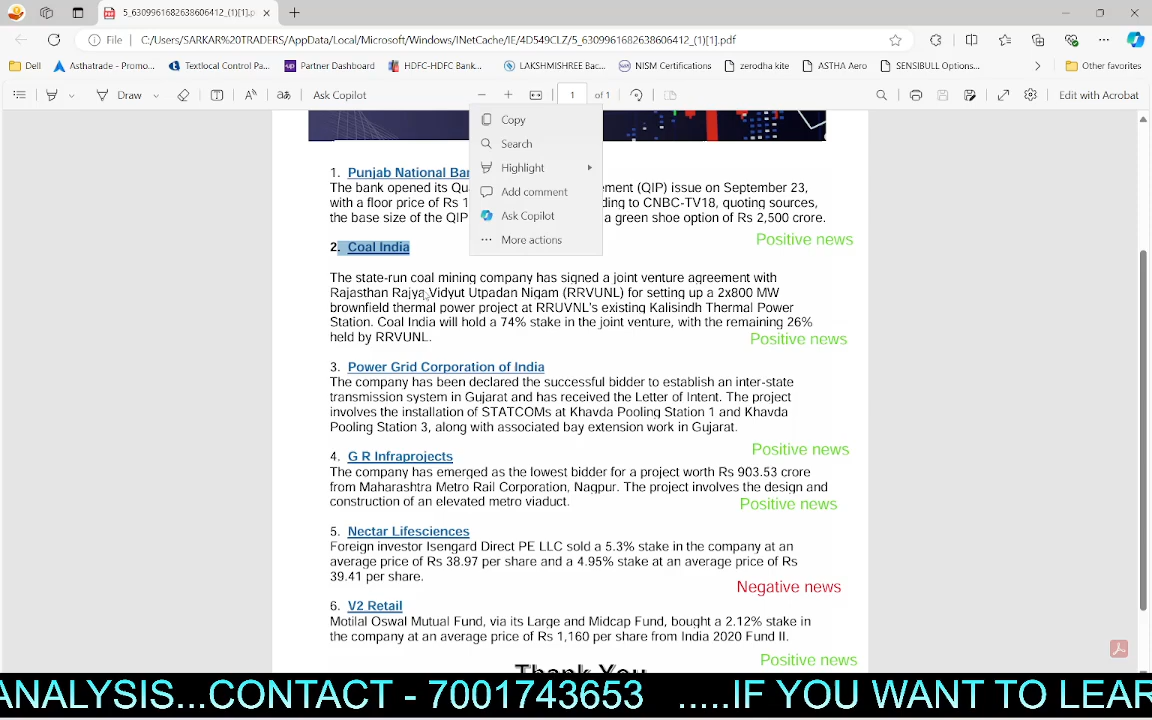 5_6309961682638606412_(1)[1].p
File
C:/Users/SARKAR%20TRADERS/AppData/Local/Microsoft/Windows/INetCache/IE/4D549CLZ/5_6309961682638606412_(1)[1].pdf
Dell
Asthatrade - Promo...
Textlocal Control Pa...
Partner Dashboard
HDFC-HDFC Bank...
LAKSHMISHREE Bac...
NISM Certifications
zerodha kite
ASTHA Aero
SENSIBULL Options...
Other favorites
Draw
Ask Copilot
1
of 1
Edit with Acrobat
Copy
Search
Highlight
Add comment
Ask Copilot
More actions
1. Punjab National Ban
The bank opened its Qu ement (QIP) issue on September 23,
with a floor price of Rs 1 ding to CNBC-TV18, quoting sources,
the base size of the QIP a green shoe option of Rs 2,500 crore.
Positive news
2. Coal India
The state-run coal mining company has signed a joint venture agreement with
Rajasthan Rajya Vidyut Utpadan Nigam (RRVUNL) for setting up a 2x800 MW
brownfield thermal power project at RRUVNL's existing Kalisindh Thermal Power
Station. Coal India will hold a 74% stake in the joint venture, with the remaining 26%
held by RRVUNL.
Positive news
3. Power Grid Corporation of India
The company has been declared the successful bidder to establish an inter-state
transmission system in Gujarat and has received the Letter of Intent. The project
involves the installation of STATCOMs at Khavda Pooling Station 1 and Khavda
Pooling Station 3, along with associated bay extension work in Gujarat.
Positive news
4. G R Infraprojects
The company has emerged as the lowest bidder for a project worth Rs 903.53 crore
from Maharashtra Metro Rail Corporation, Nagpur. The project involves the design and
construction of an elevated metro viaduct.
Positive news
5. Nectar Lifesciences
Foreign investor Isengard Direct PE LLC sold a 5.3% stake in the company at an
average price of Rs 38.97 per share and a 4.95% stake at an average price of Rs
39.41 per share.
Negative news
6. V2 Retail
Motilal Oswal Mutual Fund, via its Large and Midcap Fund, bought a 2.12% stake in
the company at an average price of Rs 1,160 per share from India 2020 Fund II.
Positive news
Thank You
ANALYSIS...CONTACT - 7001743653 .....IF YOU WANT TO LEAR